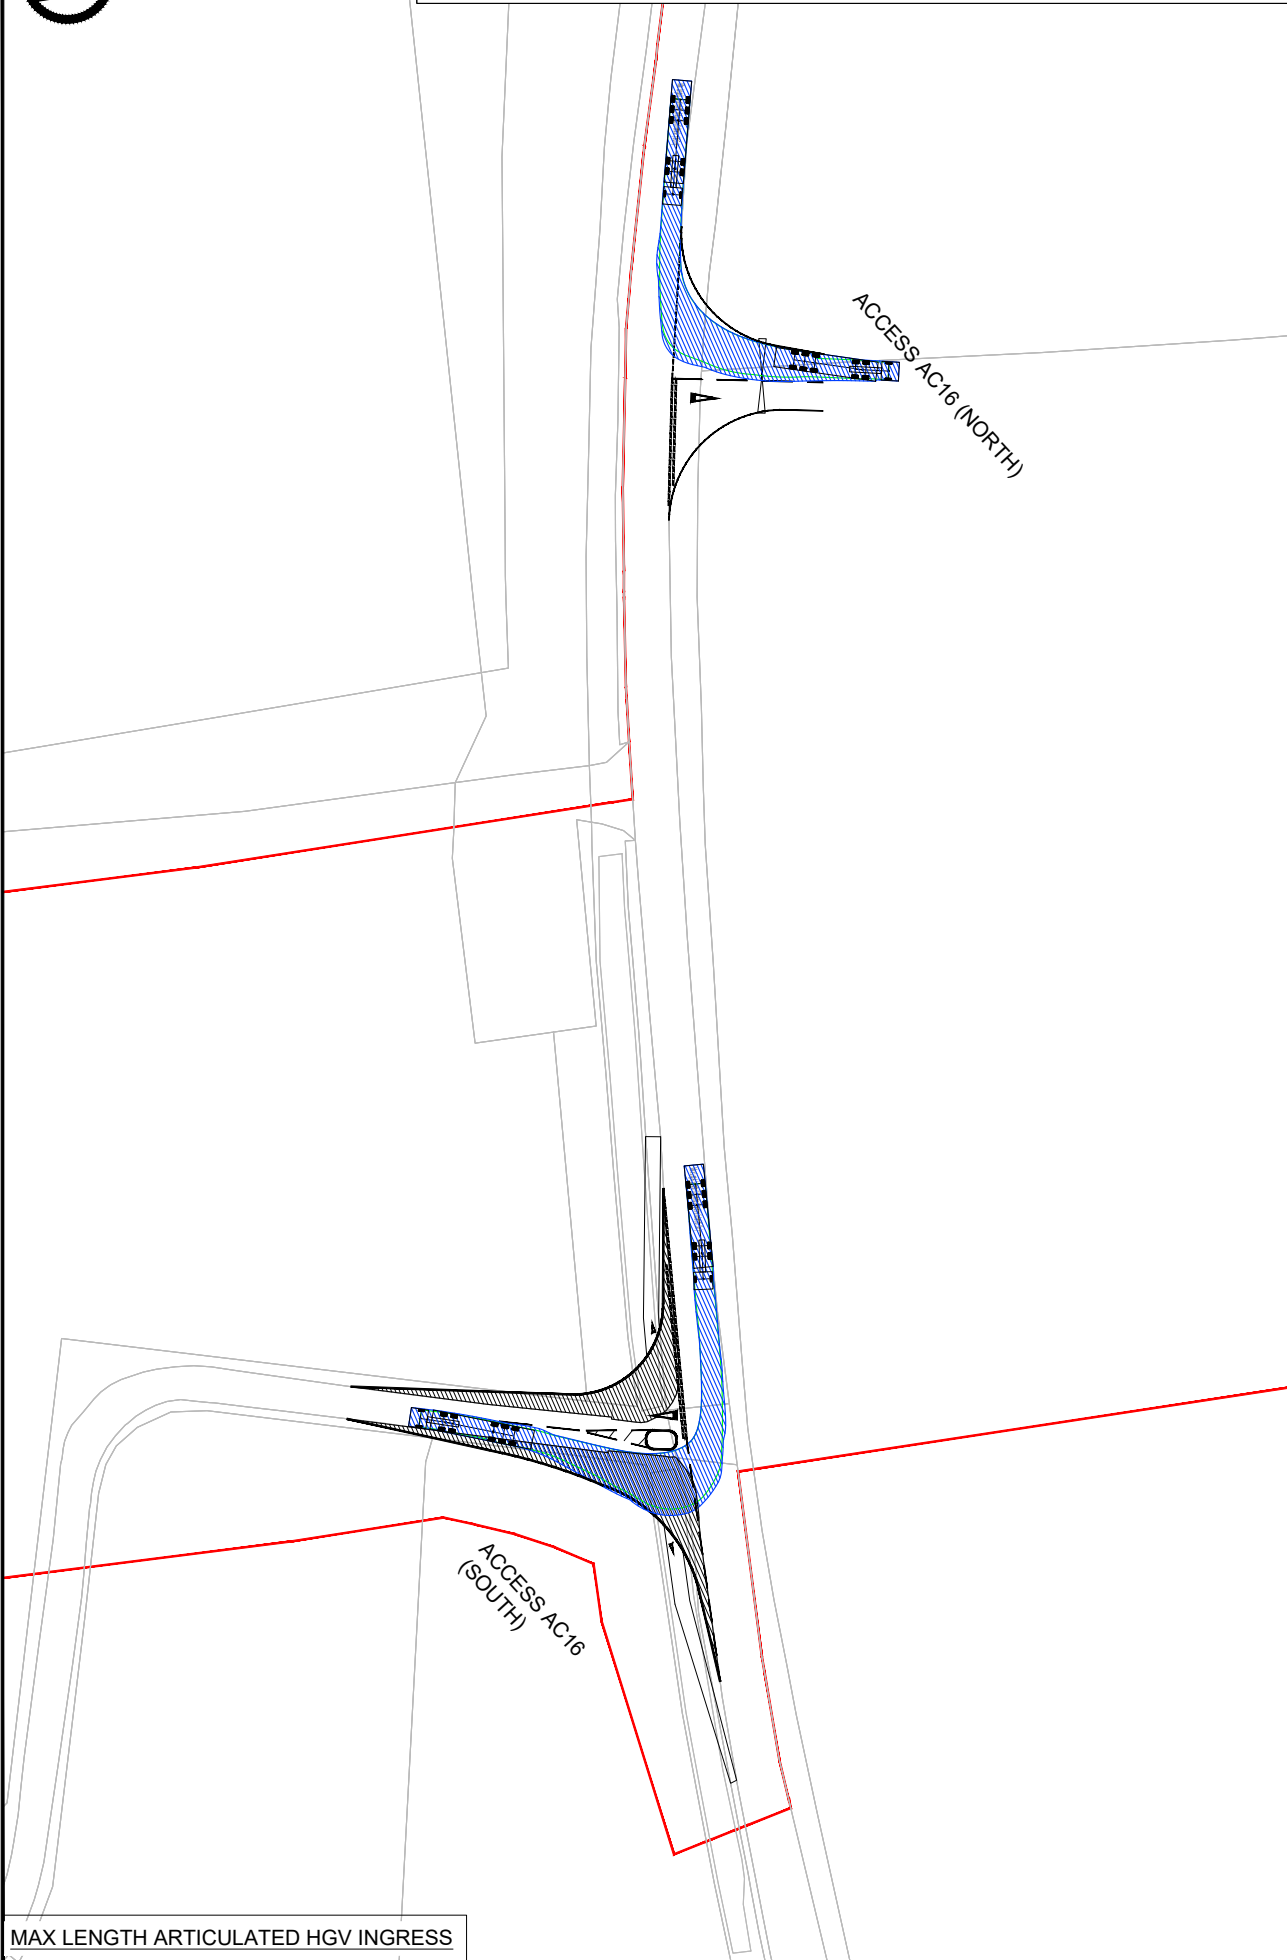 ACCESS AC16 (NORTH)
ACCESS AC16
(SOUTH)
MAX LENGTH ARTICULATED HGV INGRESS